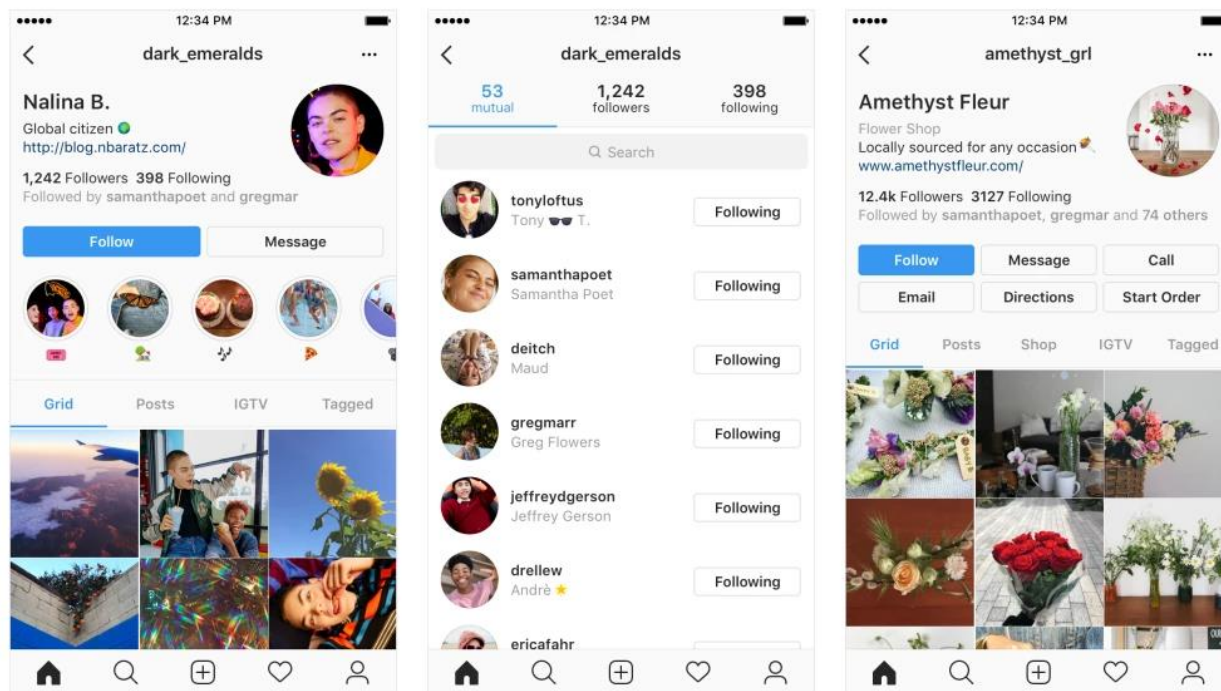 12:34 PM
dark_emeralds
Nalina B.
Global citizen
http://blog.nbaratz.com/
1,242 Followers 398 Following
Followed by samanthapoet and gregmar
Follow Message
Grid Posts IGTV Tagged
12:34 PM
dark_emeralds
53 1,242 398
mutual followers following
Search
tonyloftus
Tony 🕶️ T.
Following
samanthapoet
Samantha Poet
Following
deitch
Maud
Following
gregmarr
Greg Flowers
Following
jeffreydgerson
Jeffrey Gerson
Following
drellew
Andrè ⭐
Following
ericafahr
12:34 PM
amethyst_grl
Amethyst Fleur
Flower Shop
Locally sourced for any occasion
www.amethystfleur.com/
12.4k Followers 3127 Following
Followed by samanthapoet, gregmar and 74 others
Follow Message Call
Email Directions Start Order
Grid Posts Shop IGTV Tagged